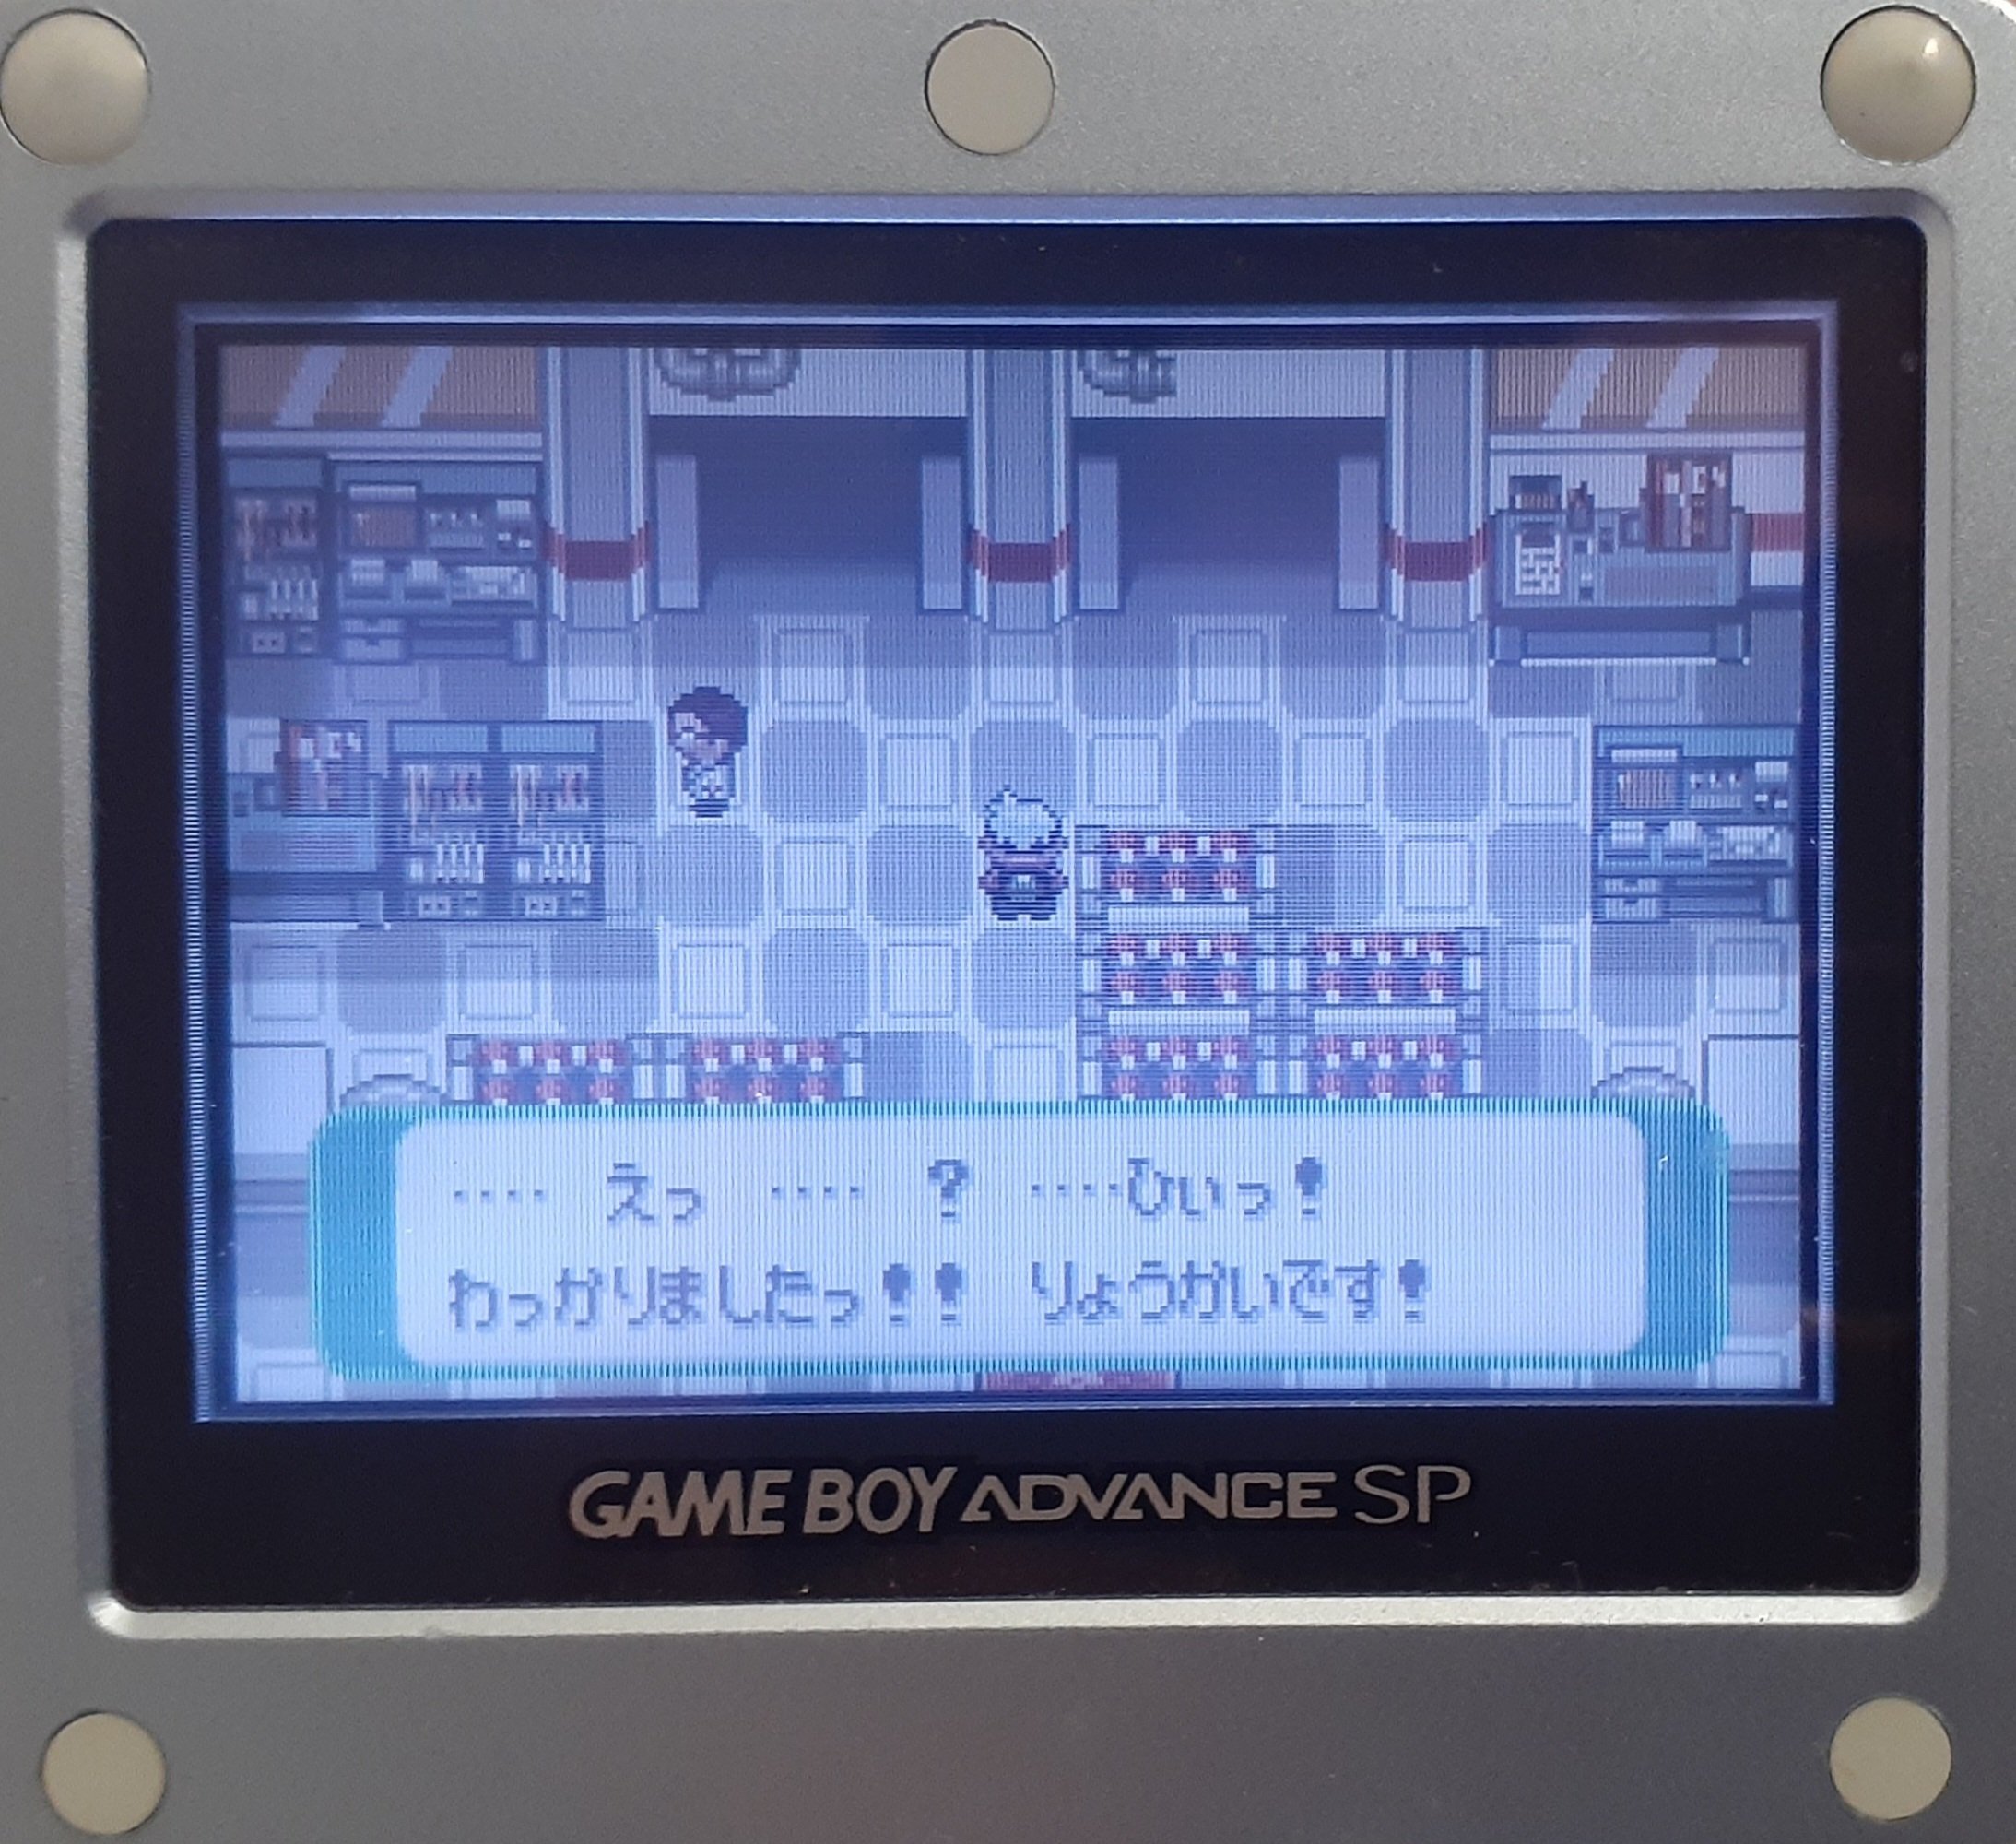 ‥‥ えっ ‥‥ ? ‥‥ひぃっ!
わっかりましたっ!! りょうかいです!
GAME BOY ADVANCE SP